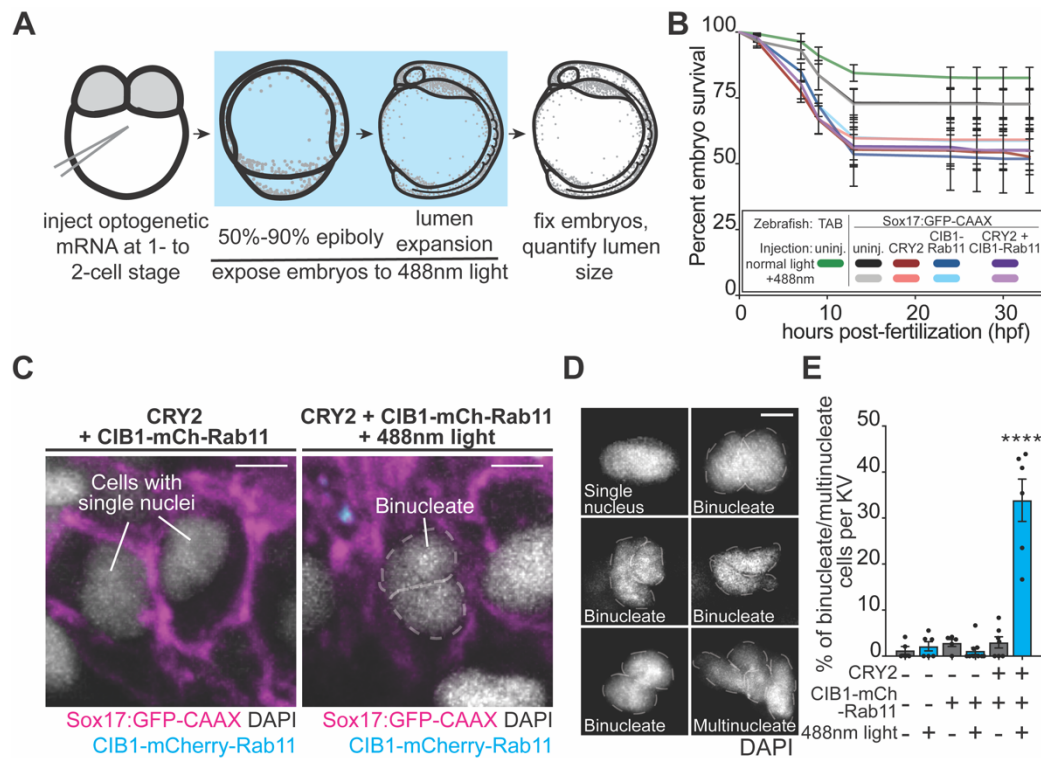 A
inject optogenetic
mRNA at 1- to
2-cell stage
50%-90% epiboly
lumen
expansion
expose embryos to 488nm light
fix embryos,
quantify lumen
size
B
Percent embryo survival
100
75
50
25
0
0 10 20 30
hours post-fertilization (hpf)
Zebrafish: TAB Sox17:GFP-CAAX
Injection: uninj. uninj. CRY2 CIB1-Rab11 CRY2 + CIB1-Rab11
normal light
+488nm
C
CRY2
+ CIB1-mCh-Rab11
Cells with
single nuclei
Sox17:GFP-CAAX DAPI
CIB1-mCherry-Rab11
CRY2 + CIB1-mCh-Rab11
+ 488nm light
Binucleate
Sox17:GFP-CAAX DAPI
CIB1-mCherry-Rab11
D
Single
nucleus
Binucleate
Binucleate
Binucleate
Binucleate
Multinucleate
DAPI
E
% of binucleate/multinucleate
cells per KV
50
40
30
20
10
0
****
CRY2 - - - - + +
CIB1-mCh
-Rab11 - - + + + +
488nm light - + - + - +